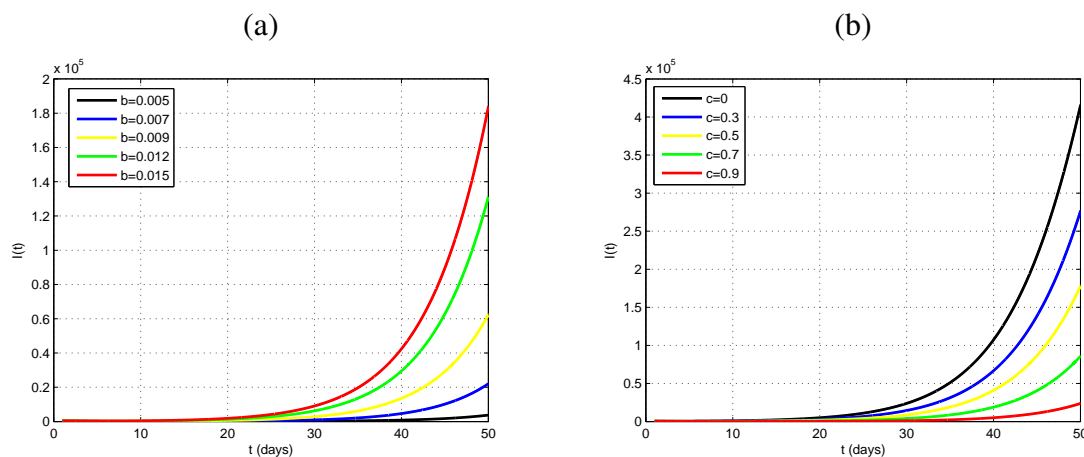 (a)
x 10^5
2
1.8
1.6
1.4
1.2
1
0.8
0.6
0.4
0.2
0
I(t)
b=0.005
b=0.007
b=0.009
b=0.012
b=0.015
0 10 20 30 40 50
t (days)
(b)
x 10^5
4.5
4
3.5
3
2.5
2
1.5
1
0.5
0
I(t)
c=0
c=0.3
c=0.5
c=0.7
c=0.9
0 10 20 30 40 50
t (days)